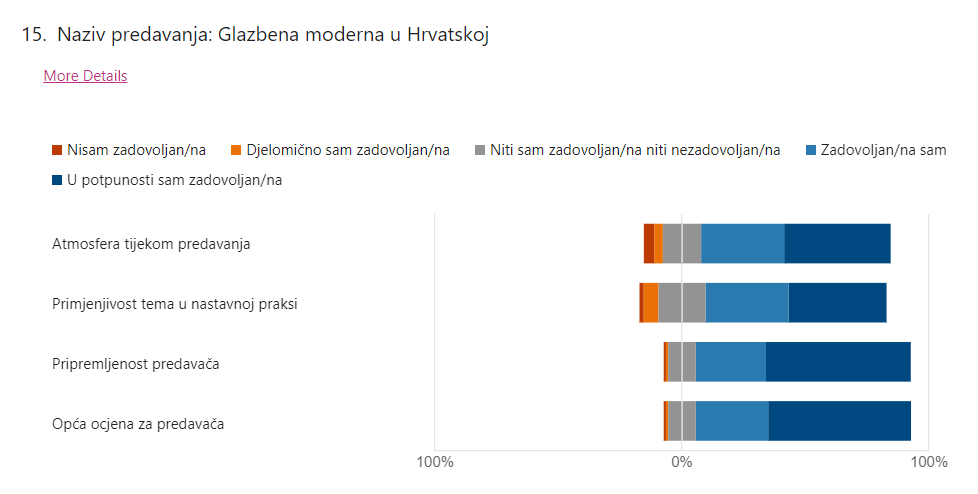 15. Naziv predavanja: Glazbena moderna u Hrvatskoj
More Details
Nisam zadovoljan/na Djelomično sam zadovoljan/na Niti sam zadovoljan/na niti nezadovoljan/na Zadovoljan/na sam
U potpunosti sam zadovoljan/na
Atmosfera tijekom predavanja
Primjenjivost tema u nastavnoj praksi
Pripremljenost predavača
Opća ocjena za predavača
100% 0% 100%